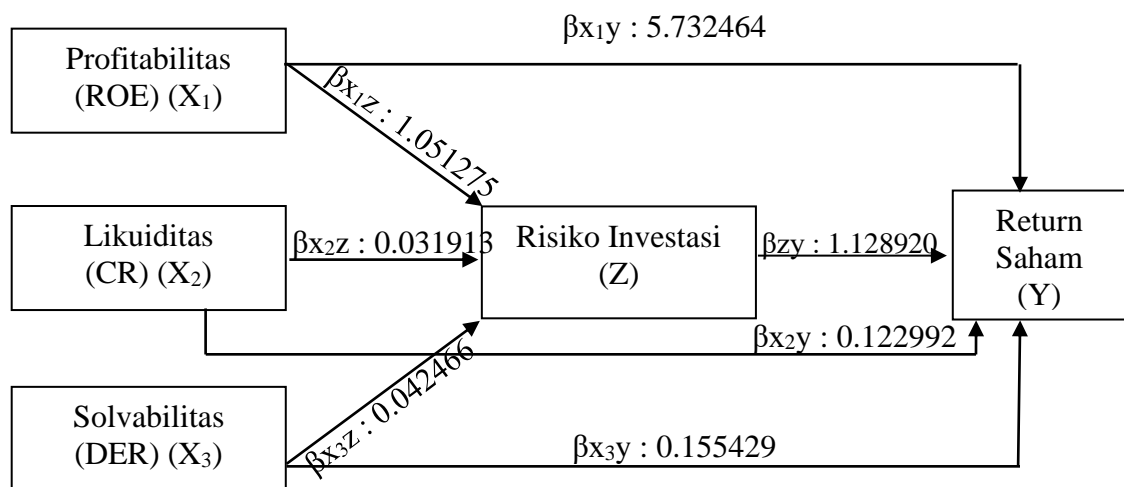 βx₁y : 5.732464
Profitabilitas
(ROE) (X₁)
βx₁z : 1.051275
Likuiditas
(CR) (X₂)
βx₂z : 0.031913
Risiko Investasi
(Z)
βzy : 1.128920
Return
Saham
(Y)
βx₂y : 0.122992
βx₃z : 0.042466
Solvabilitas
(DER) (X₃)
βx₃y : 0.155429